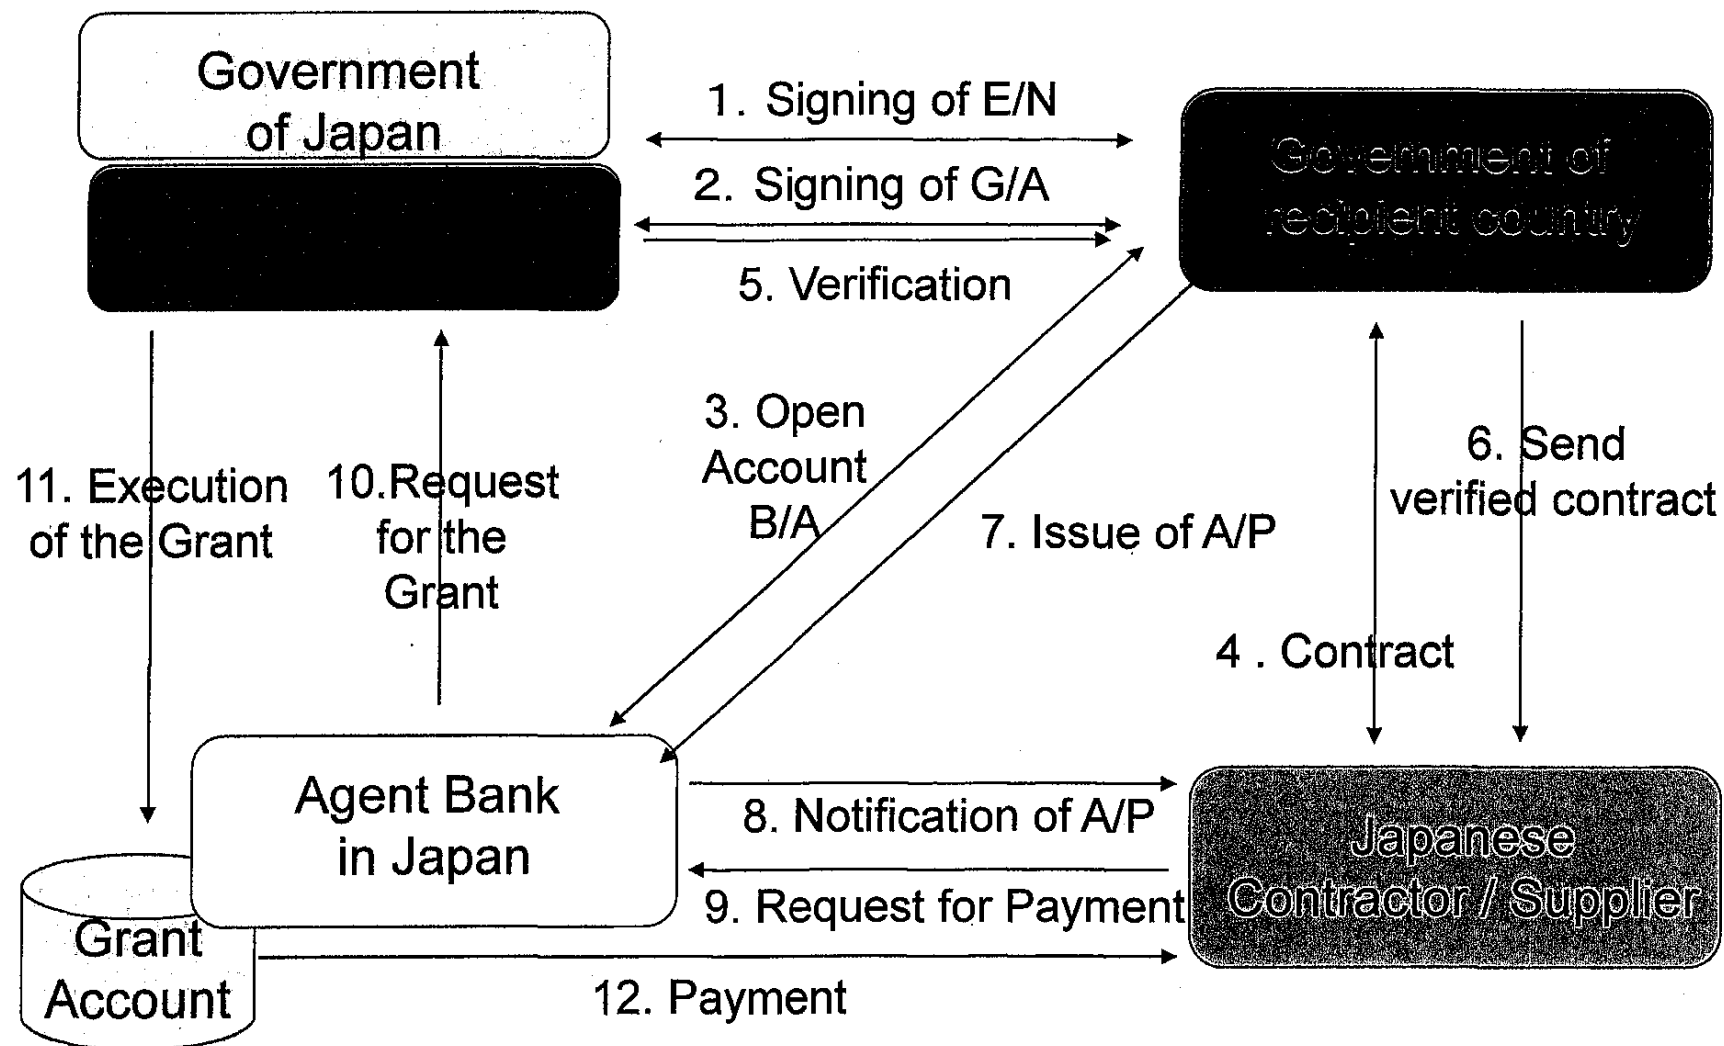 Government
of Japan
1. Signing of E/N
2. Signing of G/A
5. Verification
Government of
recipient country
3. Open
Account
B/A
6. Send
verified contract
11. Execution
of the Grant
10.Request
for the
Grant
7. Issue of A/P
4 . Contract
Agent Bank
in Japan
8. Notification of A/P
9. Request for Payment
Japanese
Contractor / Supplier
Grant
Account
12. Payment